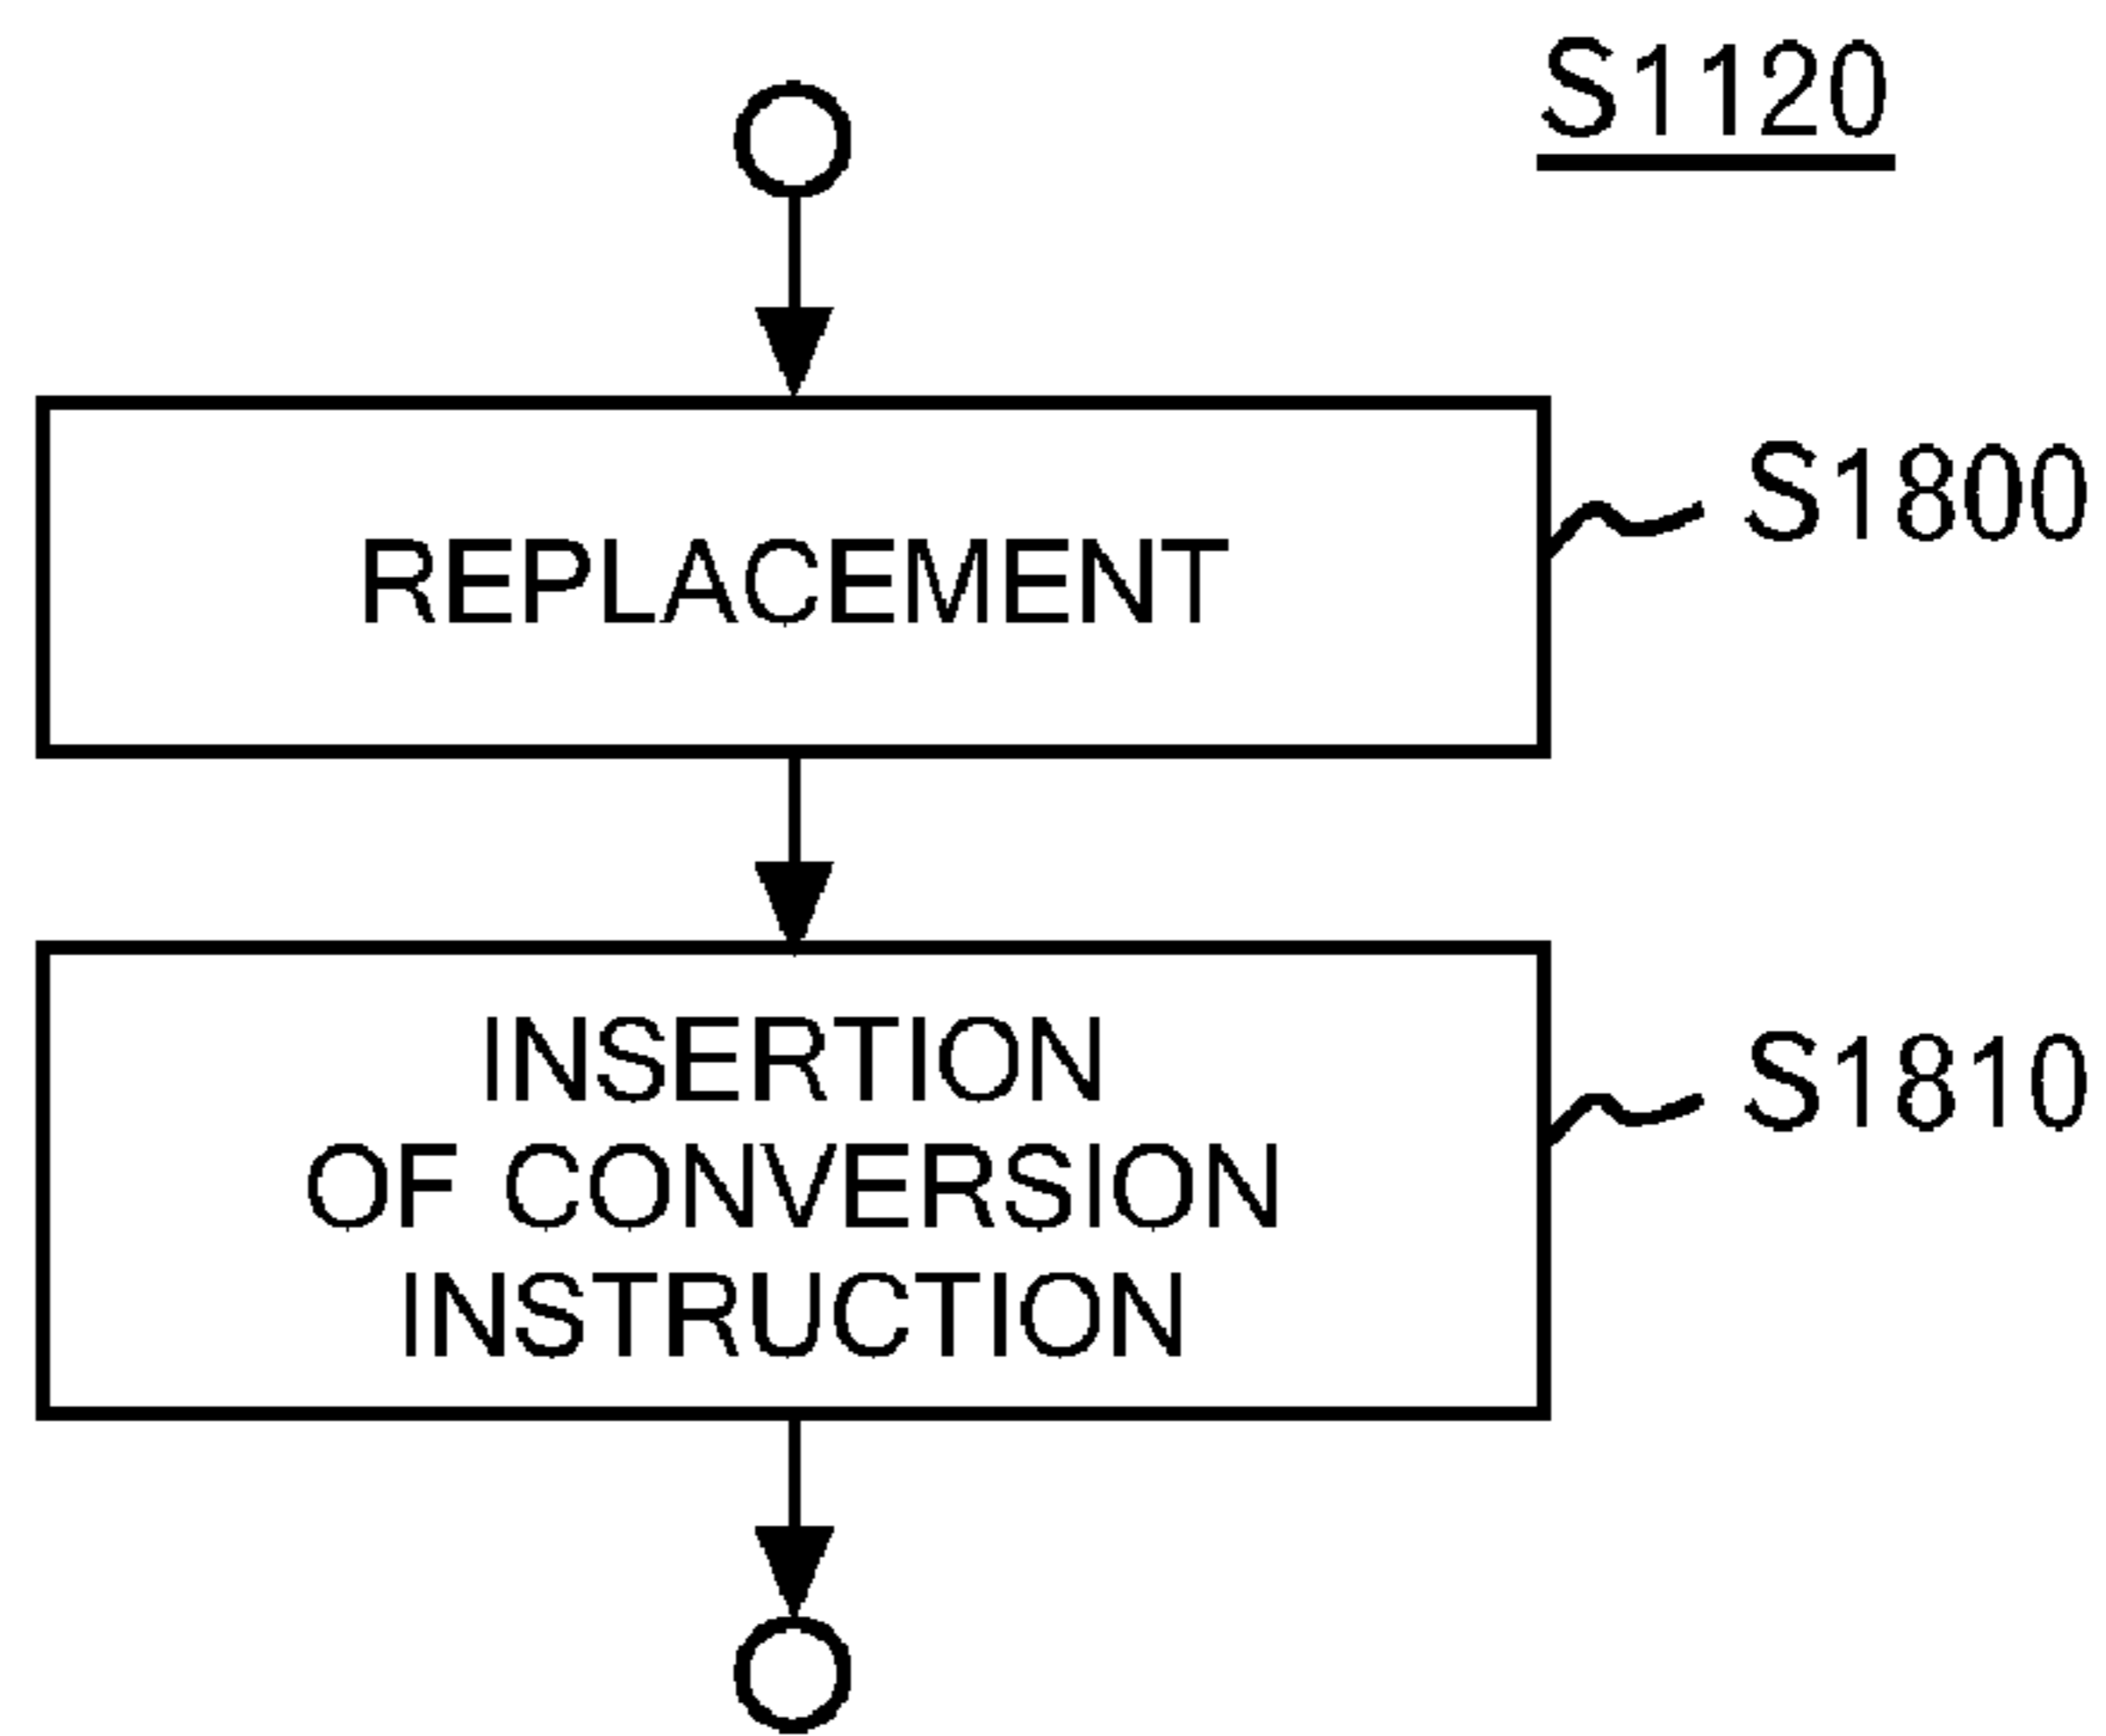 S1120
REPLACEMENT
S1800
INSERTION
OF CONVERSION
INSTRUCTION
S1810